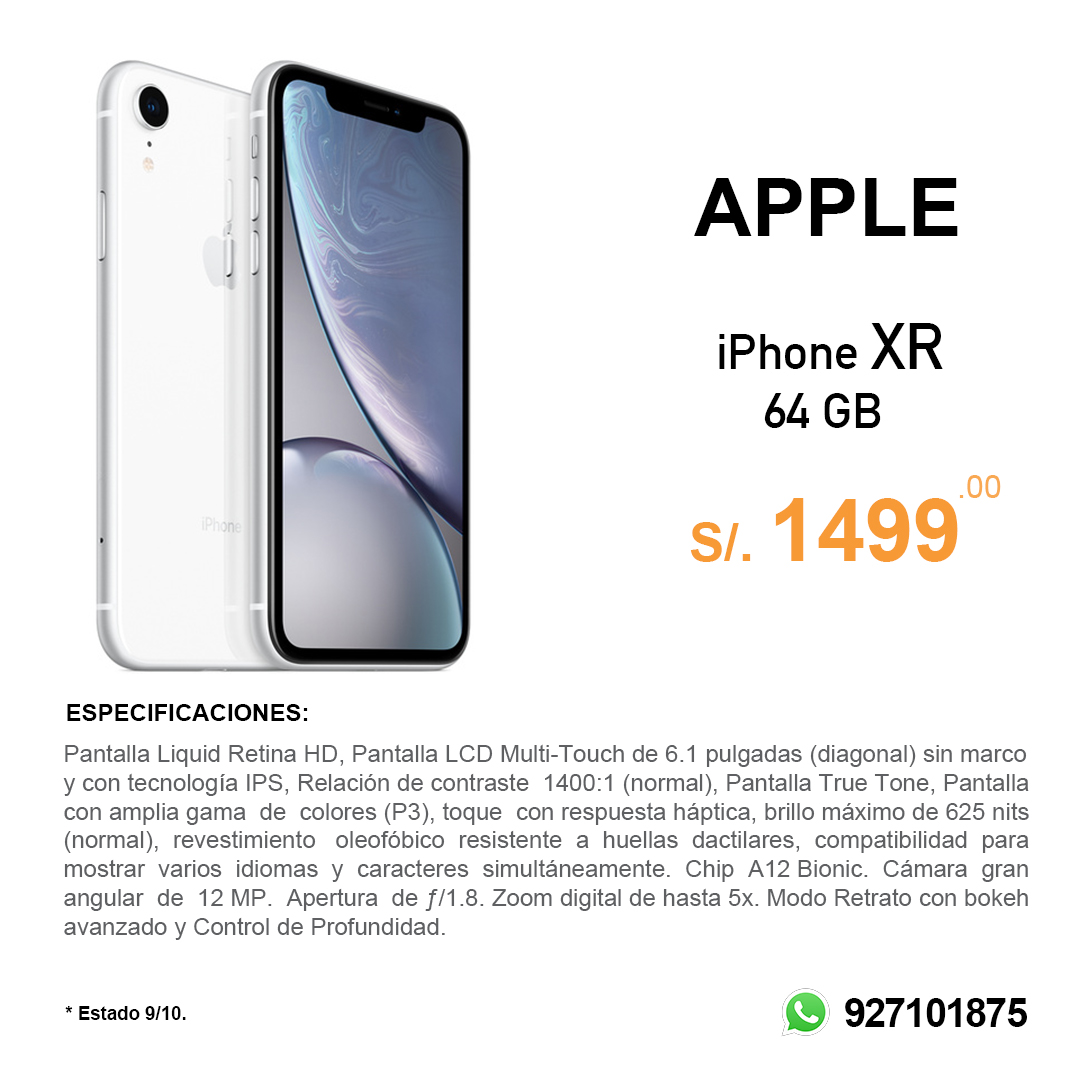 APPLE
iPhone XR
64 GB
S/. 1499.00
iPhone
ESPECIFICACIONES:
Pantalla Liquid Retina HD, Pantalla LCD Multi-Touch de 6.1 pulgadas (diagonal) sin marco
y con tecnología IPS, Relación de contraste 1400:1 (normal), Pantalla True Tone, Pantalla
con amplia gama de colores (P3), toque con respuesta háptica, brillo máximo de 625 nits
(normal), revestimiento oleofóbico resistente a huellas dactilares, compatibilidad para
mostrar varios idiomas y caracteres simultáneamente. Chip A12 Bionic. Cámara gran
angular de 12 MP. Apertura de ƒ/1.8. Zoom digital de hasta 5x. Modo Retrato con bokeh
avanzado y Control de Profundidad.
* Estado 9/10.
927101875